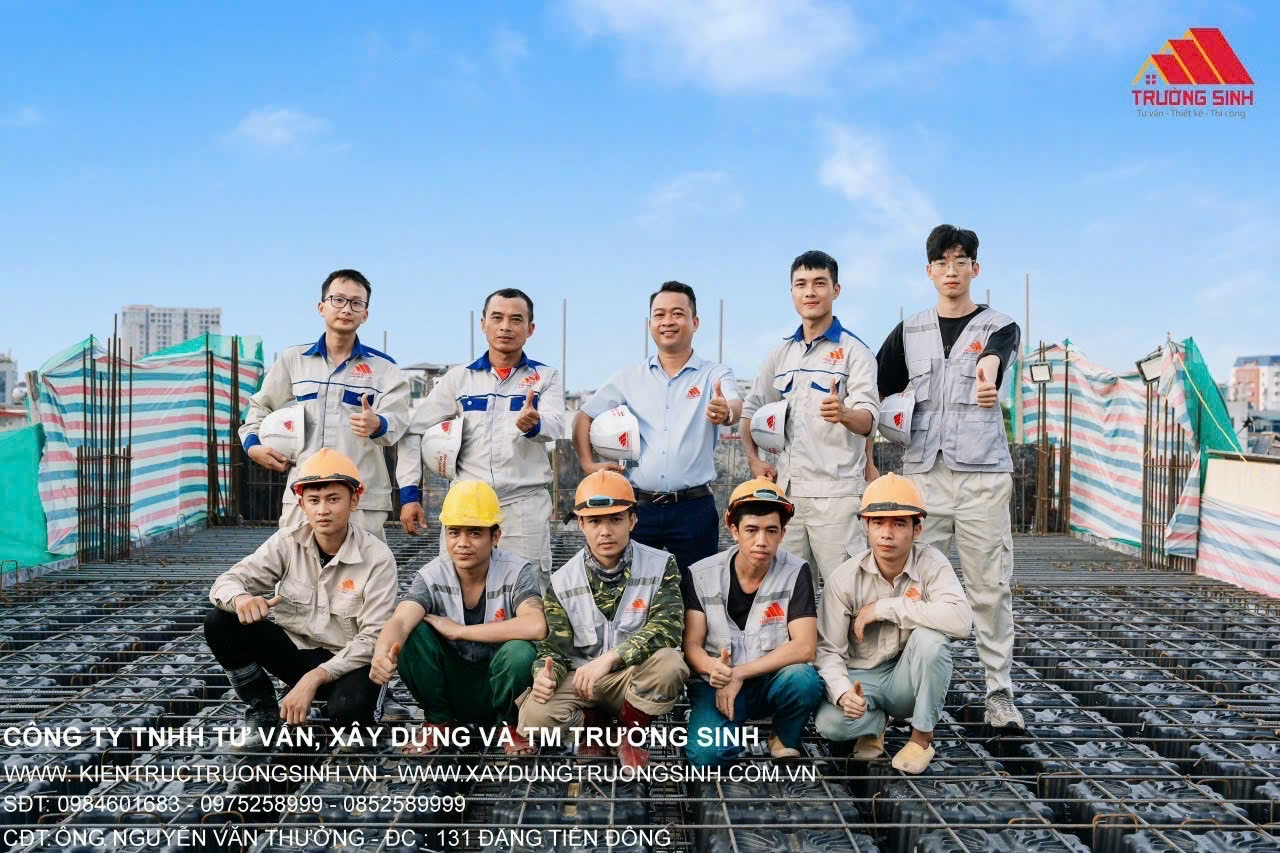 TRƯỜNG SINH
Tư vấn - Thiết kế - Thi công
CÔNG TY TNHH TƯ VẤN, XÂY DỰNG VÀ TM TRƯỜNG SINH
WWW: KIENTRUCTRUONGSINH.VN - WWW.XAYDUNGTRUONGSINH.COM.VN
SĐT: 0984601683 - 0975258999 - 0852589999
CĐT: ÔNG NGUYỄN VĂN THƯỞNG - ĐC : 131 ĐẶNG TIẾN ĐÔNG